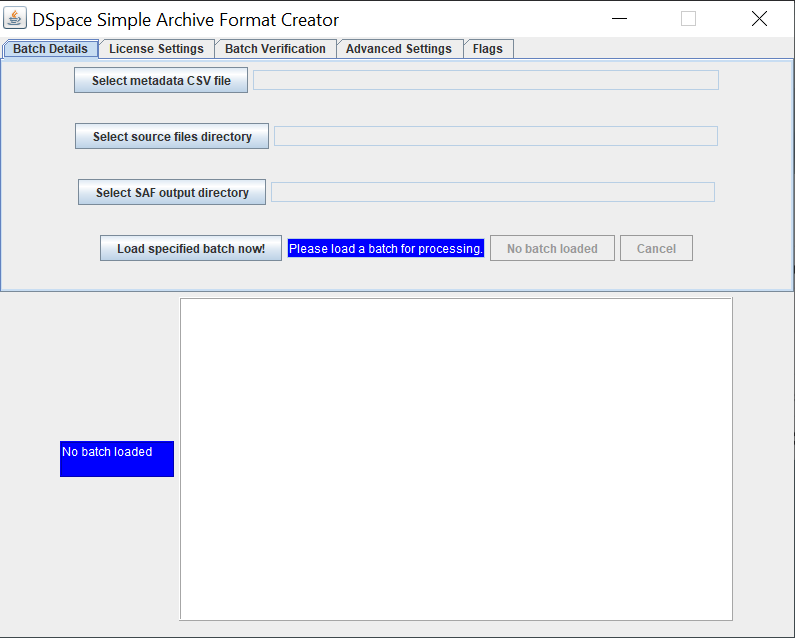 DSpace Simple Archive Format Creator
Batch Details License Settings Batch Verification Advanced Settings Flags
Select metadata CSV file
Select source files directory
Select SAF output directory
Load specified batch now! Please load a batch for processing. No batch loaded Cancel
No batch loaded